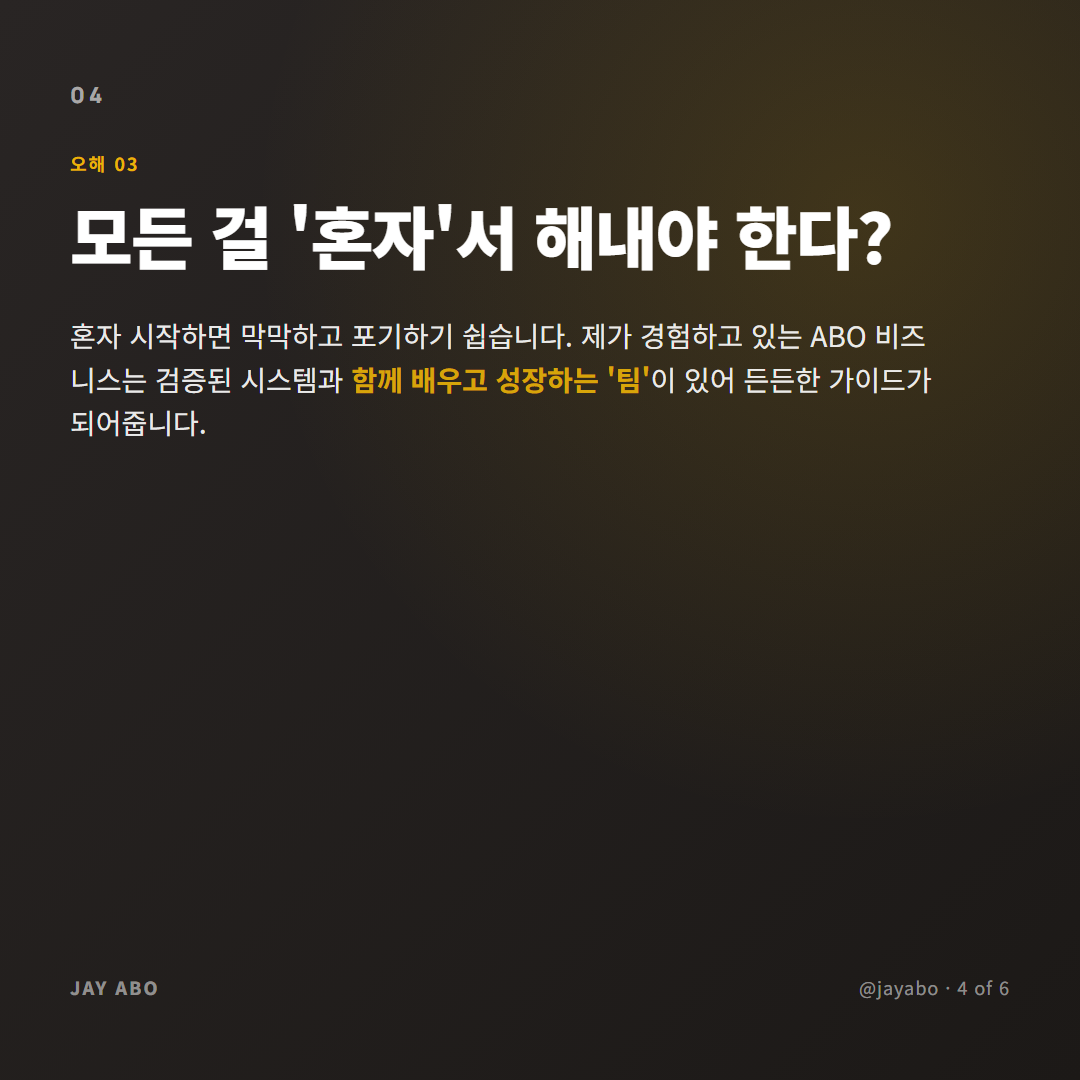 04
오해 03
모든 걸 '혼자'서 해내야 한다?
혼자 시작하면 막막하고 포기하기 쉽습니다. 제가 경험하고 있는 ABO 비즈
니스는 검증된 시스템과 함께 배우고 성장하는 '팀'이 있어 든든한 가이드가
되어줍니다.
JAY ABO
@jayabo · 4 of 6